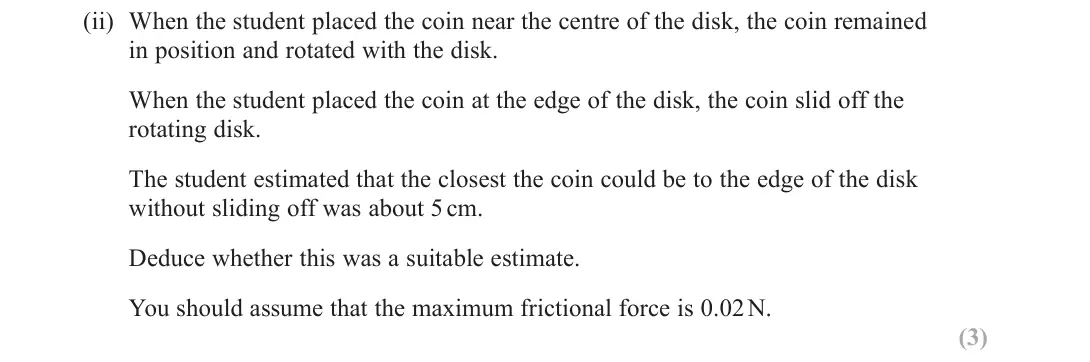 (ii) When the student placed the coin near the centre of the disk, the coin remained
in position and rotated with the disk.
When the student placed the coin at the edge of the disk, the coin slid off the
rotating disk.
The student estimated that the closest the coin could be to the edge of the disk
without sliding off was about 5 cm.
Deduce whether this was a suitable estimate.
You should assume that the maximum frictional force is 0.02 N.
(3)